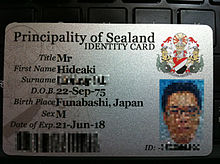 Principality of Sealand
IDENTITY CARD
Title Mr
First Name Hideaki
Surname
D.O.B. 22-Sep-75
Birth Place Funabashi, Japan
Sex M
Date of Exp. 21-Jun-18
ID: